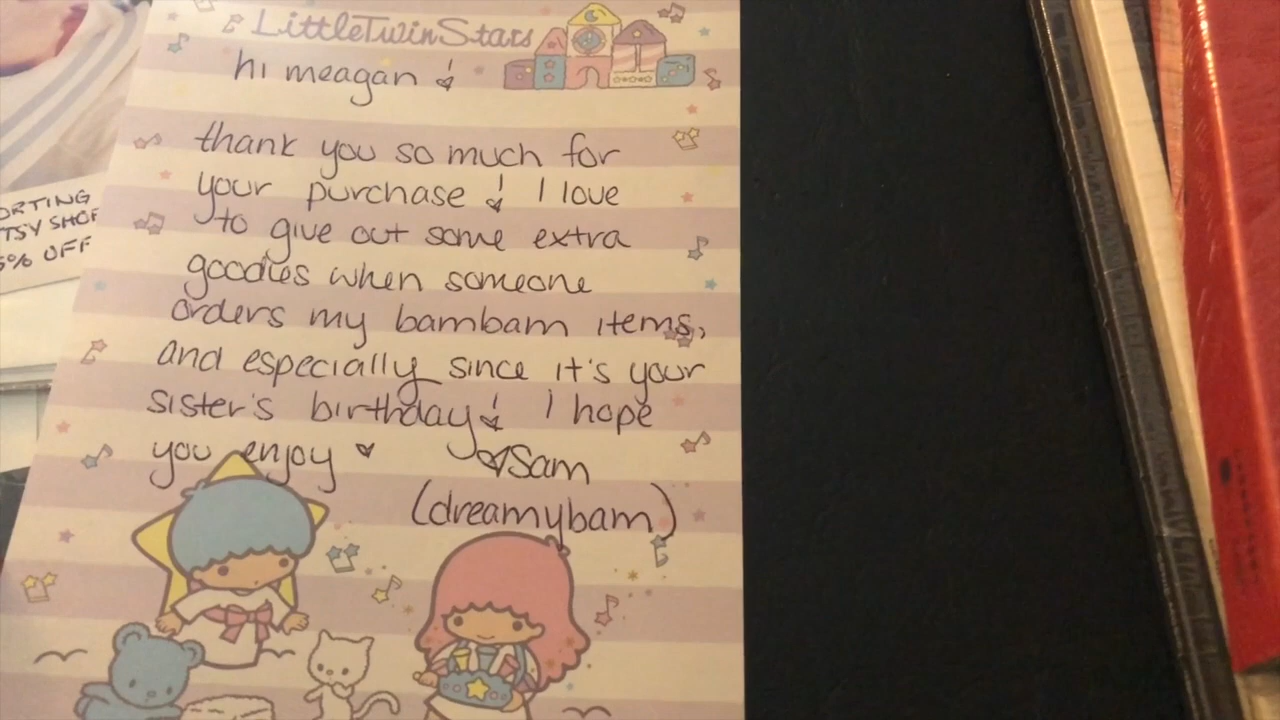 LittleTwinStars
hi meagan!
thank you so much for
your purchase! I love
to give out some extra
goodies when someone
orders my bambam items,
and especially since it's your
sister's birthday! I hope
you enjoy ♥ ♥Sam
(dreamybam)
ORTING
TSY SHOP
5% OFF